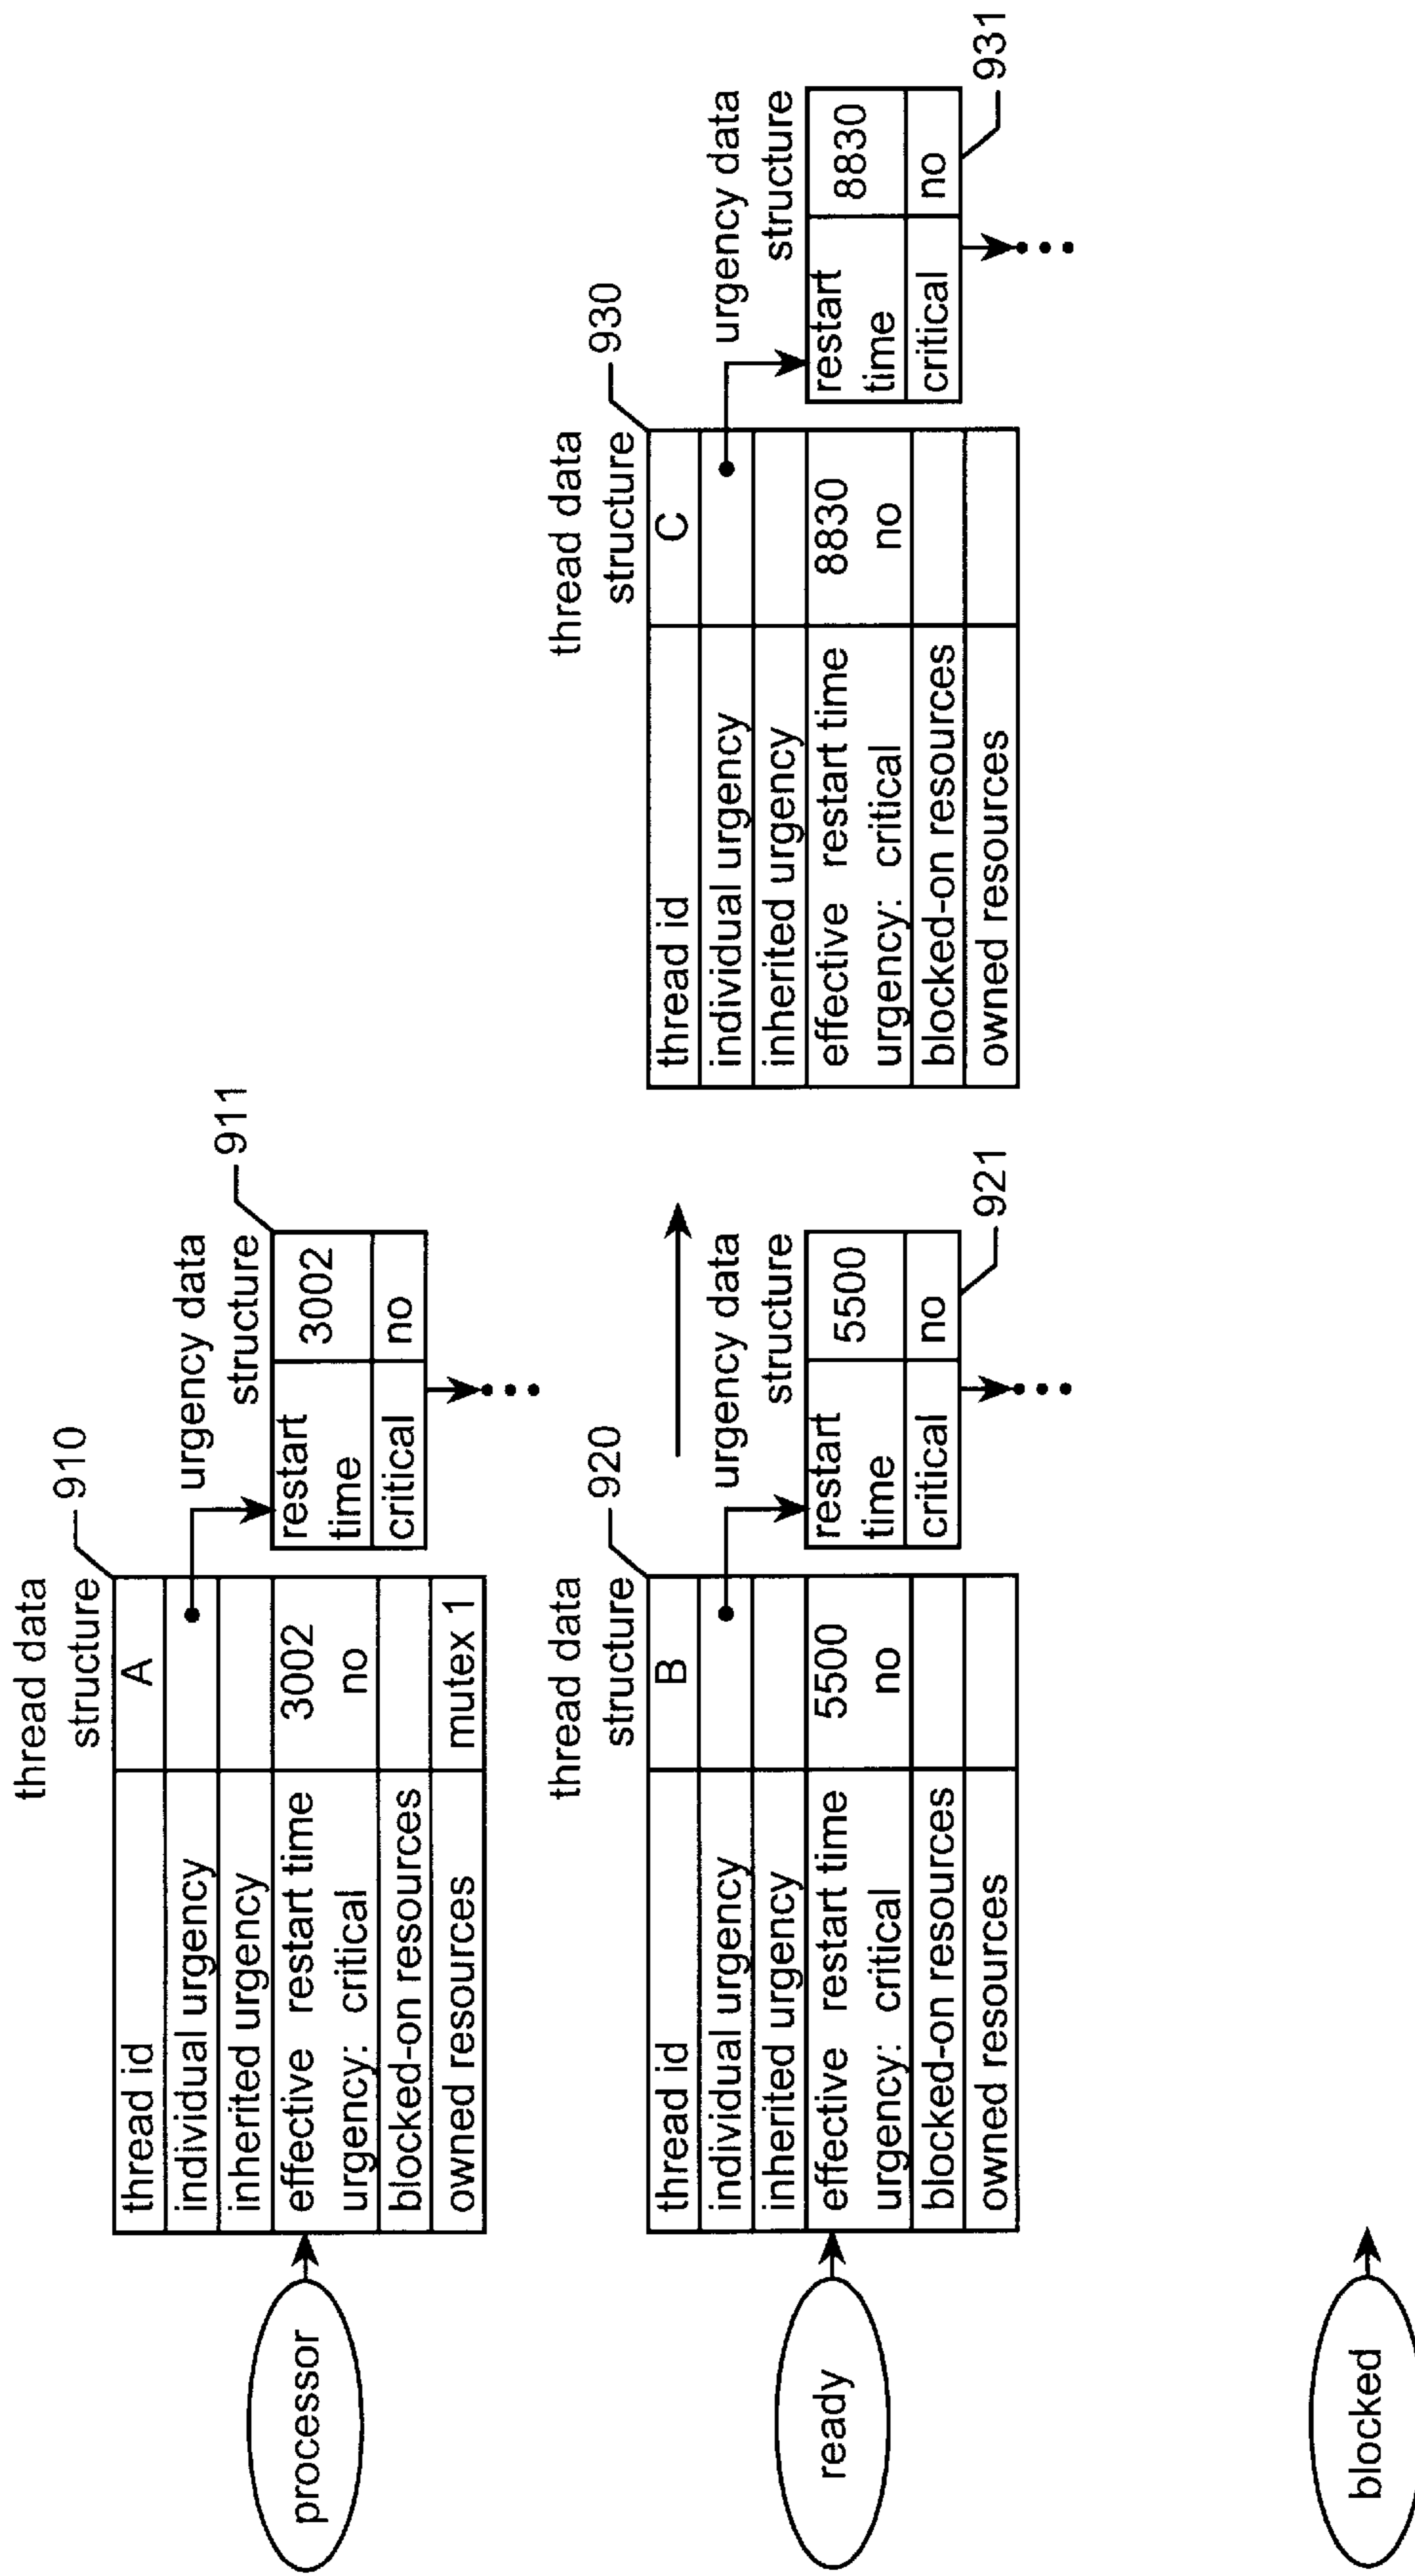 thread data
structure
910
thread id A
individual urgency
inherited urgency
effective restart time 3002
urgency: critical no
blocked-on resources
owned resources mutex 1
urgency data
structure
911
restart
time 3002
critical no
processor
thread data
structure
920
thread id B
individual urgency
inherited urgency
effective restart time 5500
urgency: critical no
blocked-on resources
owned resources
urgency data
structure
restart
time 5500
critical no
921
ready
thread data
structure
930
thread id C
individual urgency
inherited urgency
effective restart time 8830
urgency: critical no
blocked-on resources
owned resources
urgency data
structure
restart
time 8830
critical no
931
blocked